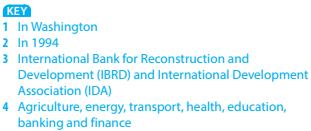 KEY
1 In Washington
2 In 1994
3 International Bank for Reconstruction and
Development (IBRD) and International Development
Association (IDA)
4 Agriculture, energy, transport, health, education,
banking and finance